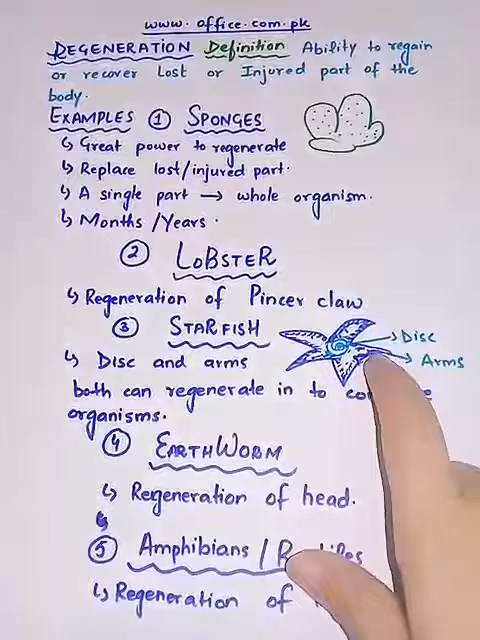 www.office.com.pk
REGENERATION Definition Ability to regain
or recover Lost or Injured part of the
body.
EXAMPLES ① SPONGES
↳ Great power to regenerate
↳ Replace lost/injured part.
↳ A single part → whole organism.
↳ Months/Years.
② LOBSTER
↳ Regeneration of Pincer claw
③ STARFISH
Disc
↳ Disc and arms
Arms
both can regenerate in to
organisms.
④ EARTHWORM
↳ Regeneration of head.
⑤ Amphibians /
↳ Regeneration of